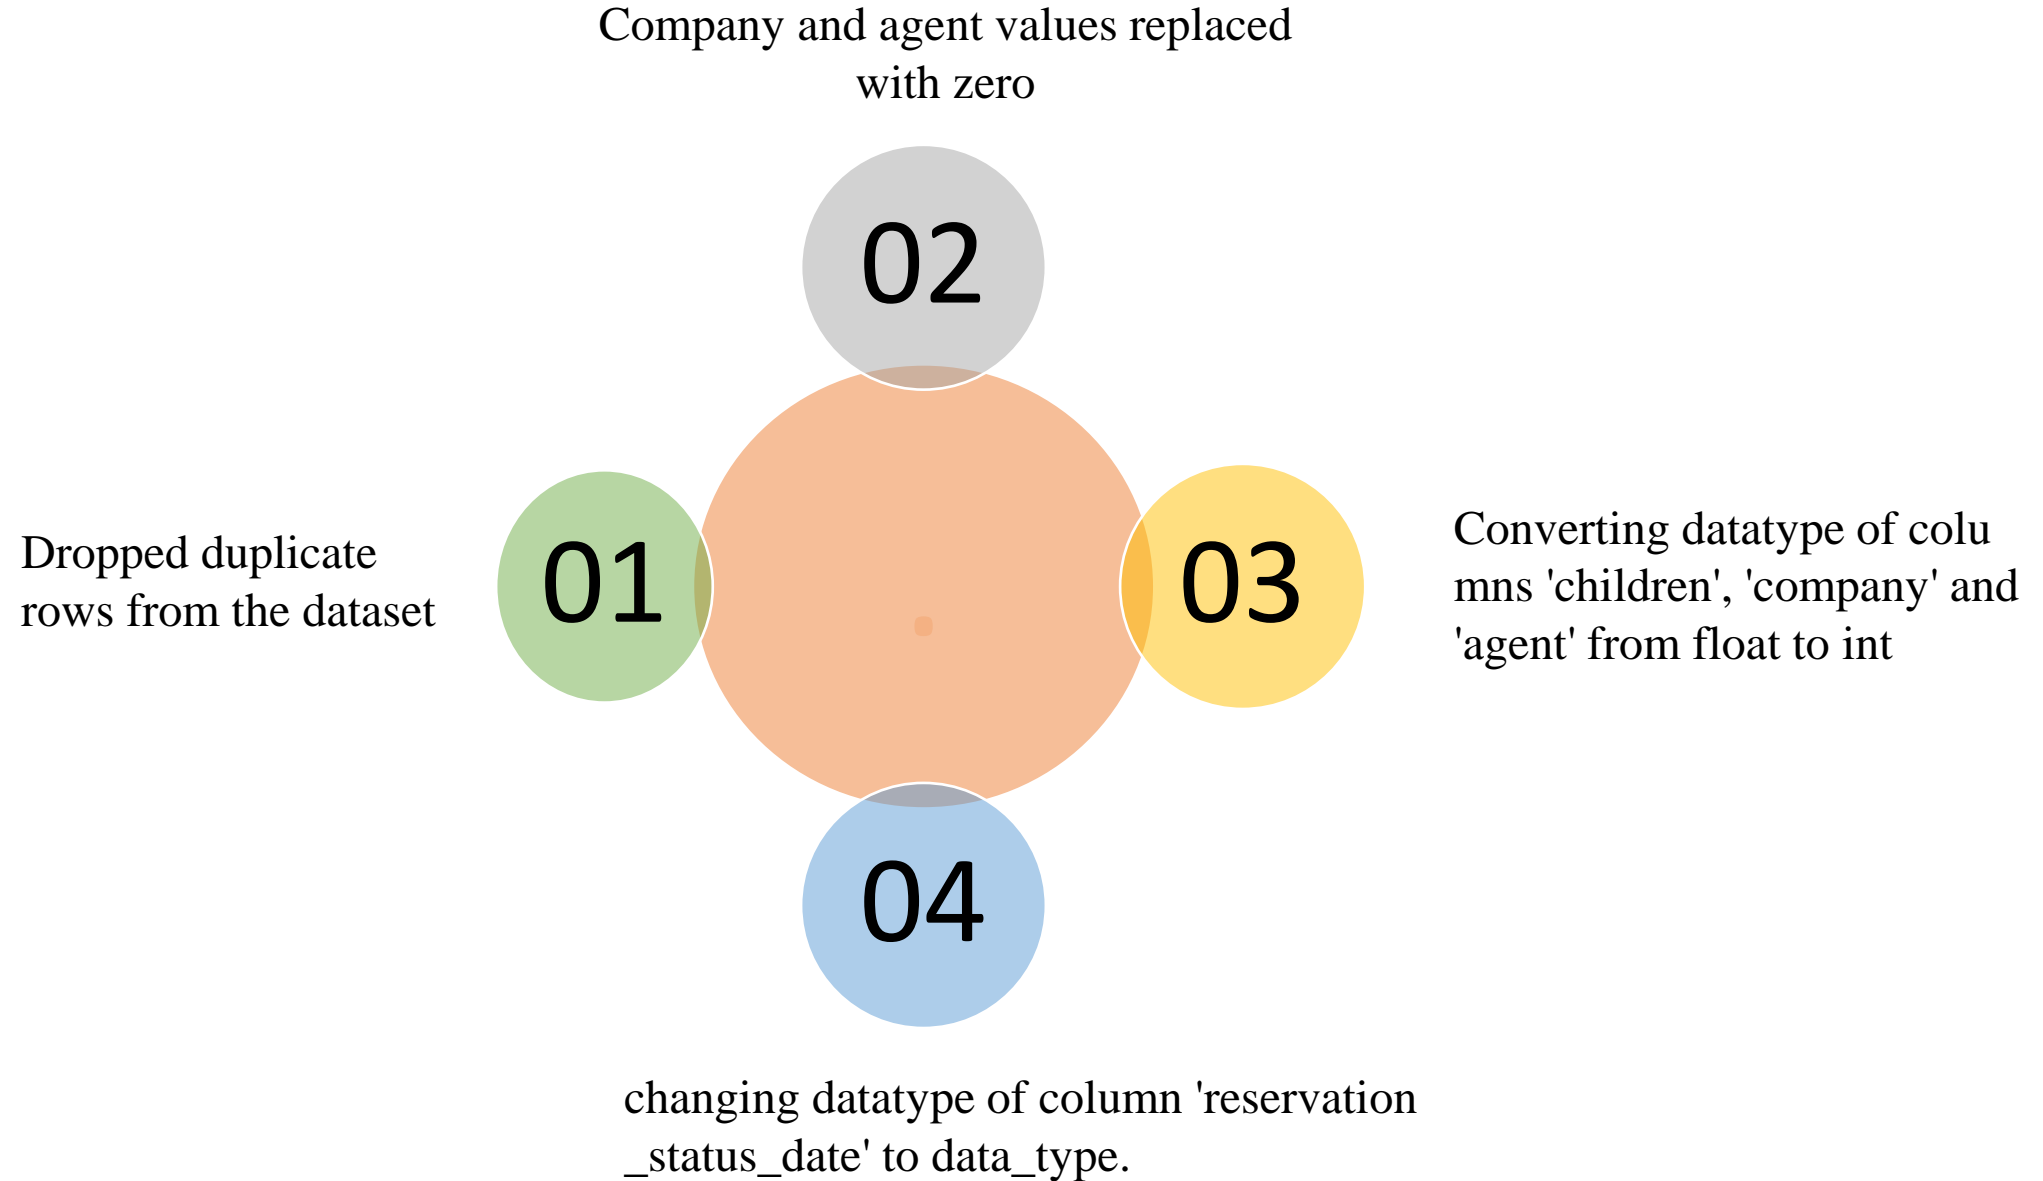 Company and agent values replaced
with zero
02
Dropped duplicate
rows from the dataset
01
03
Converting datatype of colu
mns 'children', 'company' and
'agent' from float to int
04
changing datatype of column 'reservation
_status_date' to data_type.